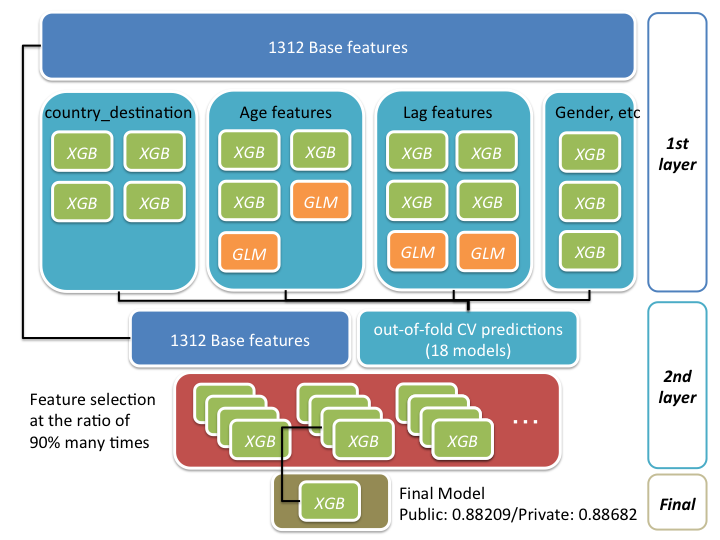 1312 Base features
country_destination
Age features
Lag features
Gender, etc
XGB XGB XGB XGB XGB XGB XGB
XGB XGB XGB GLM XGB XGB XGB
GLM GLM GLM XGB
1st
layer
1312 Base features
out-of-fold CV predictions
(18 models)
2nd
layer
Feature selection
at the ratio of
90% many times
XGB XGB XGB ...
XGB
Final Model
Public: 0.88209/Private: 0.88682
Final